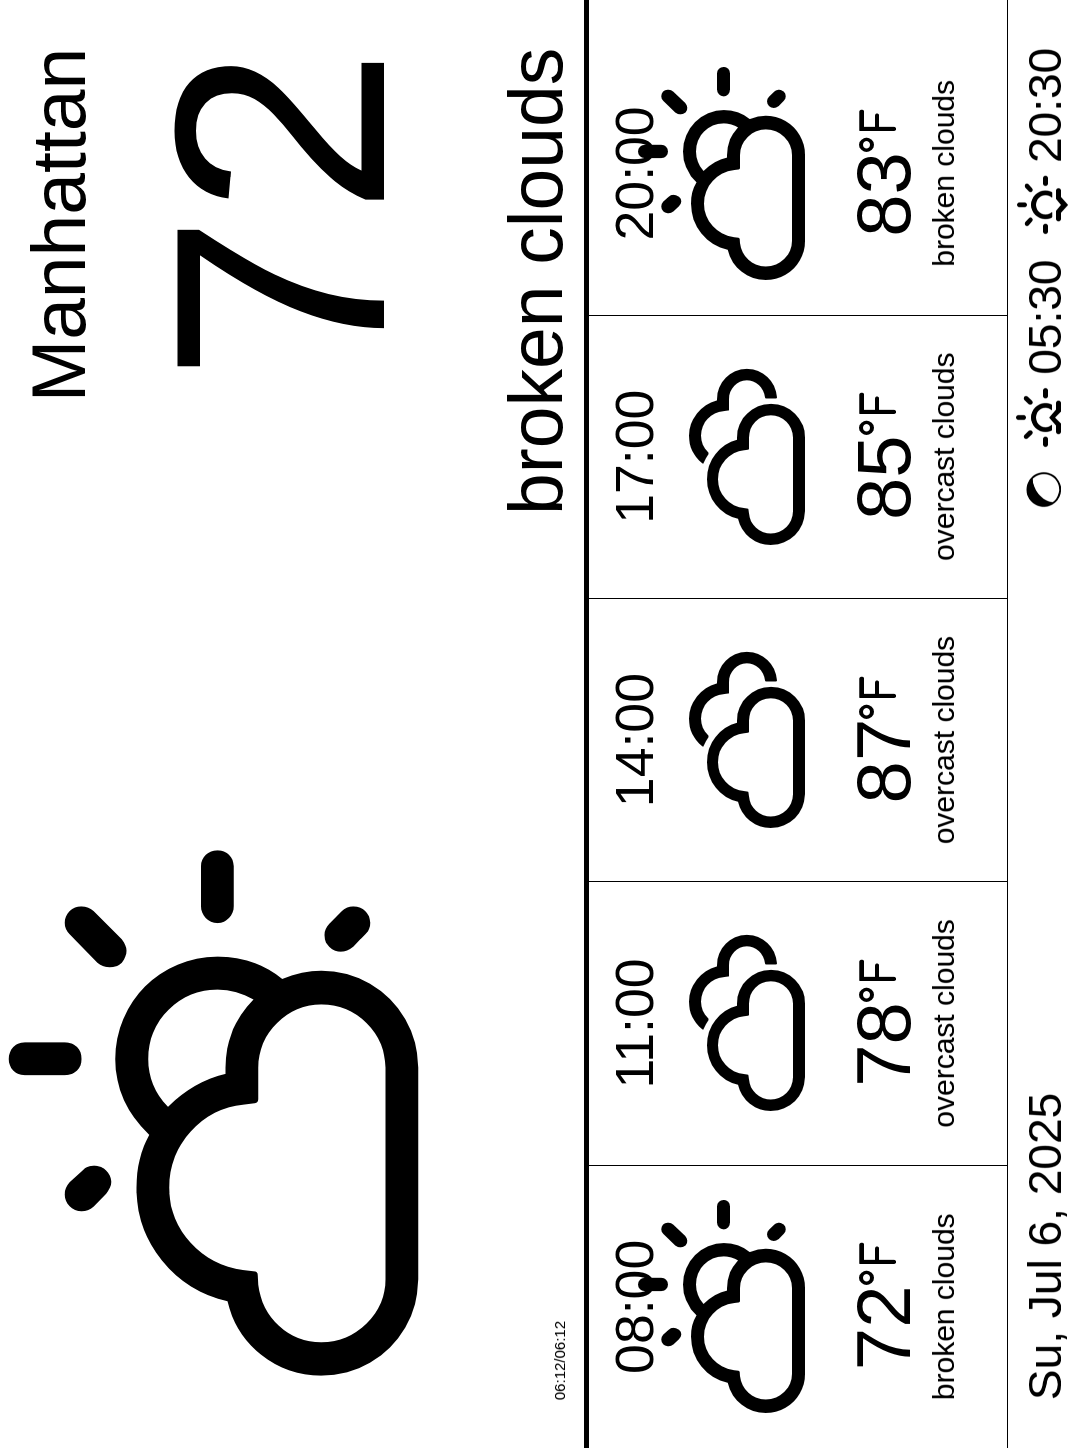 Manhattan
72
broken clouds
06:12/06:12
08:00
72°F
broken clouds
11:00
78°F
overcast clouds
14:00
87°F
overcast clouds
17:00
85°F
overcast clouds
20:00
83°F
broken clouds
Su, Jul 6, 2025
05:30
20:30